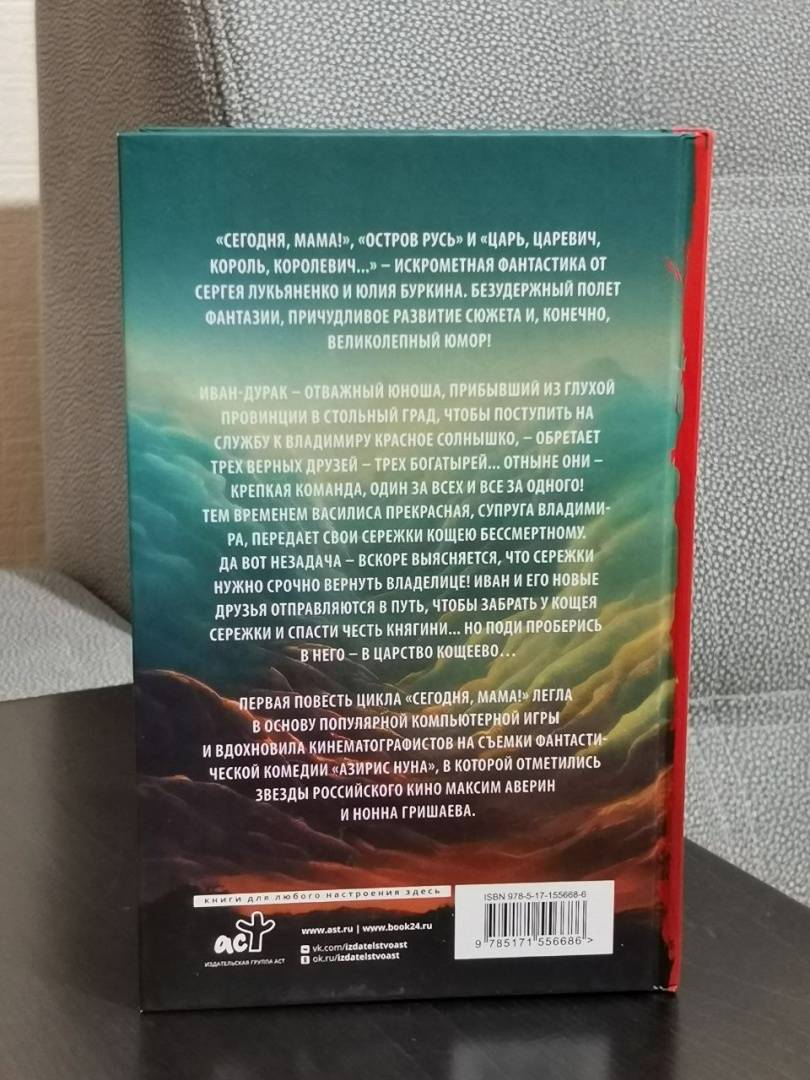 «СЕГОДНЯ, МАМА!», «ОСТРОВ РУСЬ» И «ЦАРЬ, ЦАРЕВИЧ,
КОРОЛЬ, КОРОЛЕВИЧ...» – ИСКРОМЕТНАЯ ФАНТАСТИКА ОТ
СЕРГЕЯ ЛУКЬЯНЕНКО И ЮЛИЯ БУРКИНА. БЕЗУДЕРЖНЫЙ ПОЛЕТ
ФАНТАЗИИ, ПРИЧУДЛИВОЕ РАЗВИТИЕ СЮЖЕТА И, КОНЕЧНО,
ВЕЛИКОЛЕПНЫЙ ЮМОР!
ИВАН-ДУРАК – ОТВАЖНЫЙ ЮНОША, ПРИБЫВШИЙ ИЗ ГЛУХОЙ
ПРОВИНЦИИ В СТОЛЬНЫЙ ГРАД, ЧТОБЫ ПОСТУПИТЬ НА
СЛУЖБУ К ВЛАДИМИРУ КРАСНОЕ СОЛНЫШКО, – ОБРЕТАЕТ
ТРЕХ ВЕРНЫХ ДРУЗЕЙ – ТРЕХ БОГАТЫРЕЙ... ОТНЫНЕ ОНИ –
КРЕПКАЯ КОМАНДА, ОДИН ЗА ВСЕХ И ВСЕ ЗА ОДНОГО!
ТЕМ ВРЕМЕНЕМ ВАСИЛИСА ПРЕКРАСНАЯ, СУПРУГА ВЛАДИМИ-
РА, ПЕРЕДАЕТ СВОИ СЕРЕЖКИ КОЩЕЮ БЕССМЕРТНОМУ.
ДА ВОТ НЕЗАДАЧА – ВСКОРЕ ВЫЯСНЯЕТСЯ, ЧТО СЕРЕЖКИ
НУЖНО СРОЧНО ВЕРНУТЬ ВЛАДЕЛИЦЕ! ИВАН И ЕГО НОВЫЕ
ДРУЗЬЯ ОТПРАВЛЯЮТСЯ В ПУТЬ, ЧТОБЫ ЗАБРАТЬ У КОЩЕЯ
СЕРЕЖКИ И СПАСТИ ЧЕСТЬ КНЯГИНИ... НО ПОДИ ПРОБЕРИСЬ
В НЕГО – В ЦАРСТВО КОЩЕЕВО...
ПЕРВАЯ ПОВЕСТЬ ЦИКЛА «СЕГОДНЯ, МАМА!» ЛЕГЛА
В ОСНОВУ ПОПУЛЯРНОЙ КОМПЬЮТЕРНОЙ ИГРЫ
И ВДОХНОВИЛА КИНЕМАТОГРАФИСТОВ НА СЪЕМКИ ФАНТАСТИ-
ЧЕСКОЙ КОМЕДИИ «АЗИРИС НУНА», В КОТОРОЙ ОТМЕТИЛИСЬ
ЗВЕЗДЫ РОССИЙСКОГО КИНО МАКСИМ АВЕРИН
И НОННА ГРИШАЕВА.
книги для любого настроения здесь
аст
ИЗДАТЕЛЬСКАЯ ГРУППА АСТ
www.ast.ru | www.book24.ru
vk.com/izdatelstvoast
ok.ru/izdatelstvoast
ISBN 978-5-17-155668-6
9 785171 556686 >